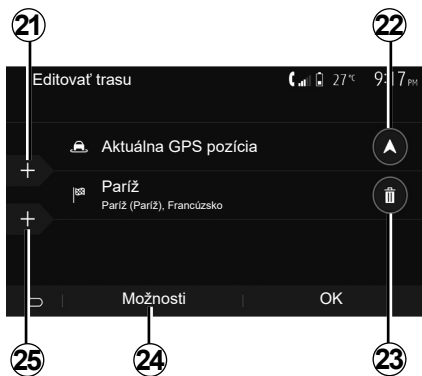 21
22
Editovať trasu
27°C
9:17 PM
Aktuálna GPS pozícia
+
Paríž
Paríž (Paríž), Francúzsko
+
Možnosti
OK
25
24
23